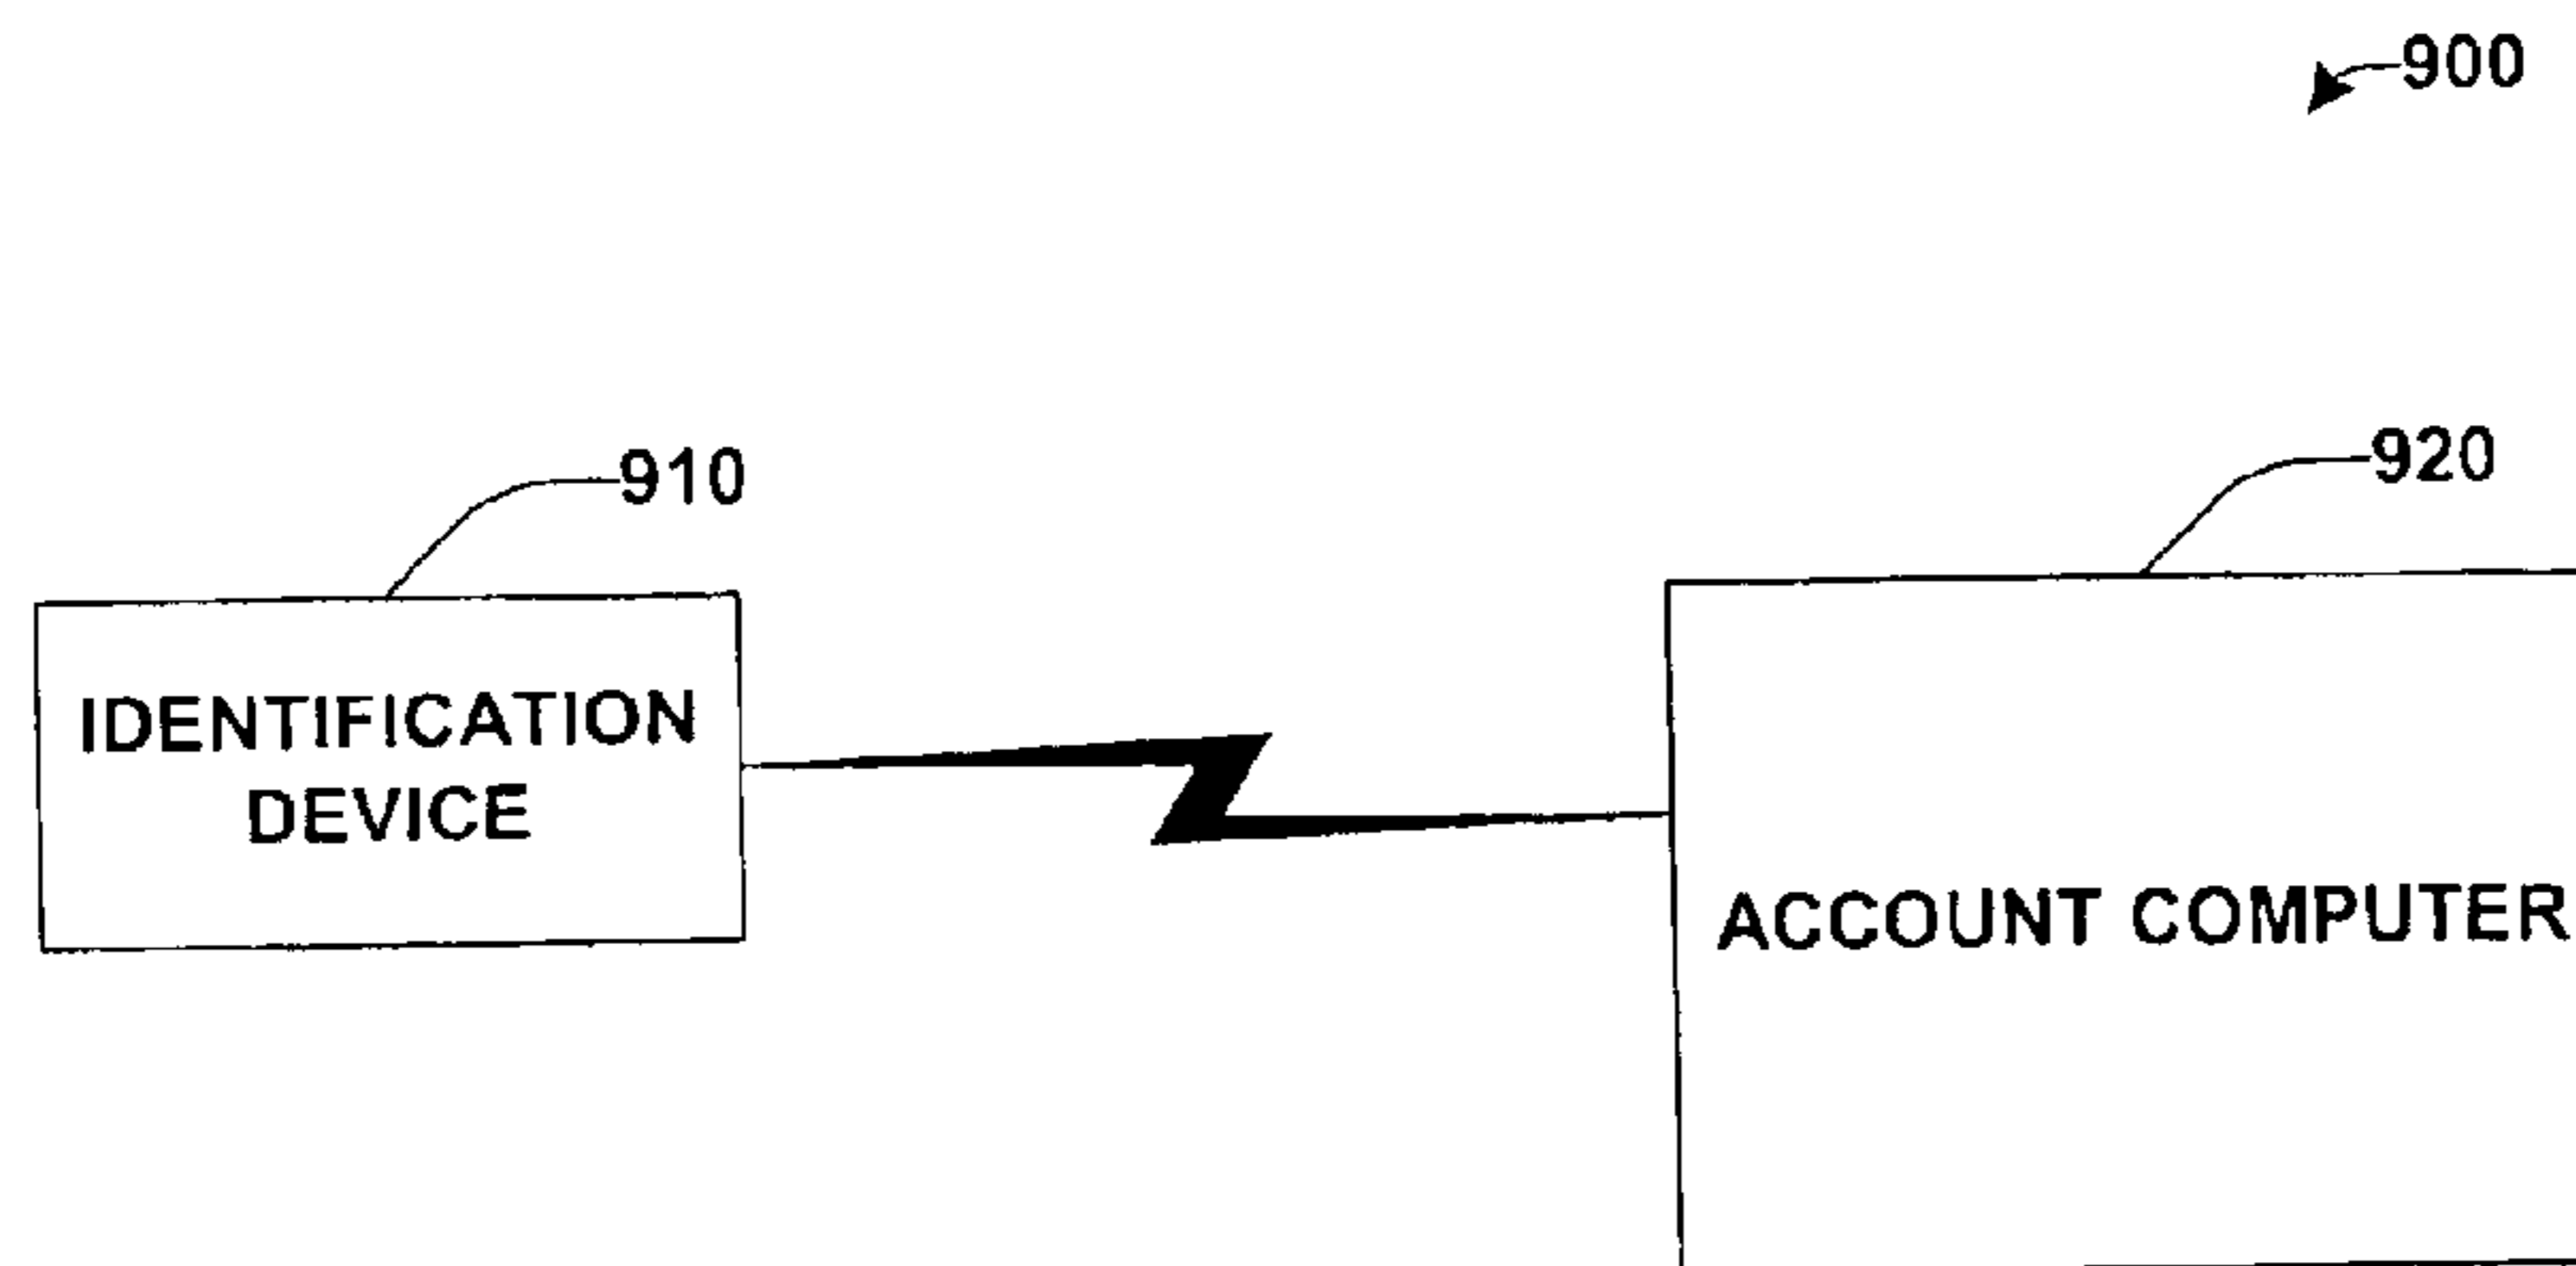 900
910
920
IDENTIFICATION
DEVICE
ACCOUNT COMPUTER